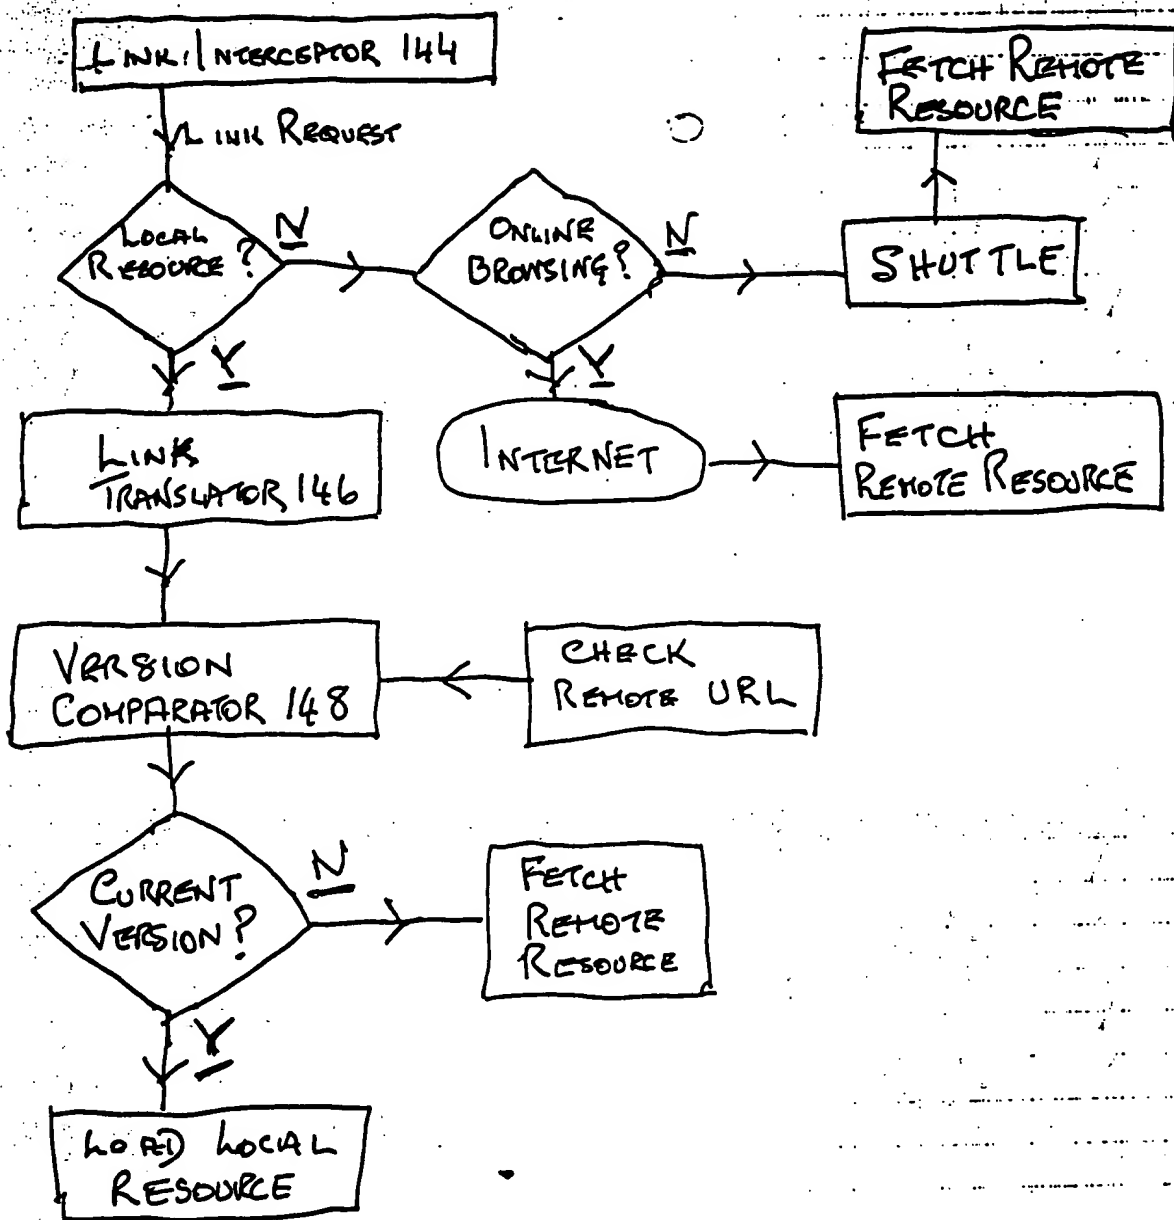 LINK INTERCEPTOR 144
LINK REQUEST
LOCAL
RESOURCE?
N
ONLINE
BROWSING?
N
SHUTTLE
FETCH REMOTE
RESOURCE
Y
LINK
TRANSLATOR 146
Y
INTERNET
FETCH
REMOTE RESOURCE
VERSION
COMPARATOR 148
CHECK
REMOTE URL
CURRENT
VERSION?
N
FETCH
REMOTE
RESOURCE
Y
LOAD LOCAL
RESOURCE